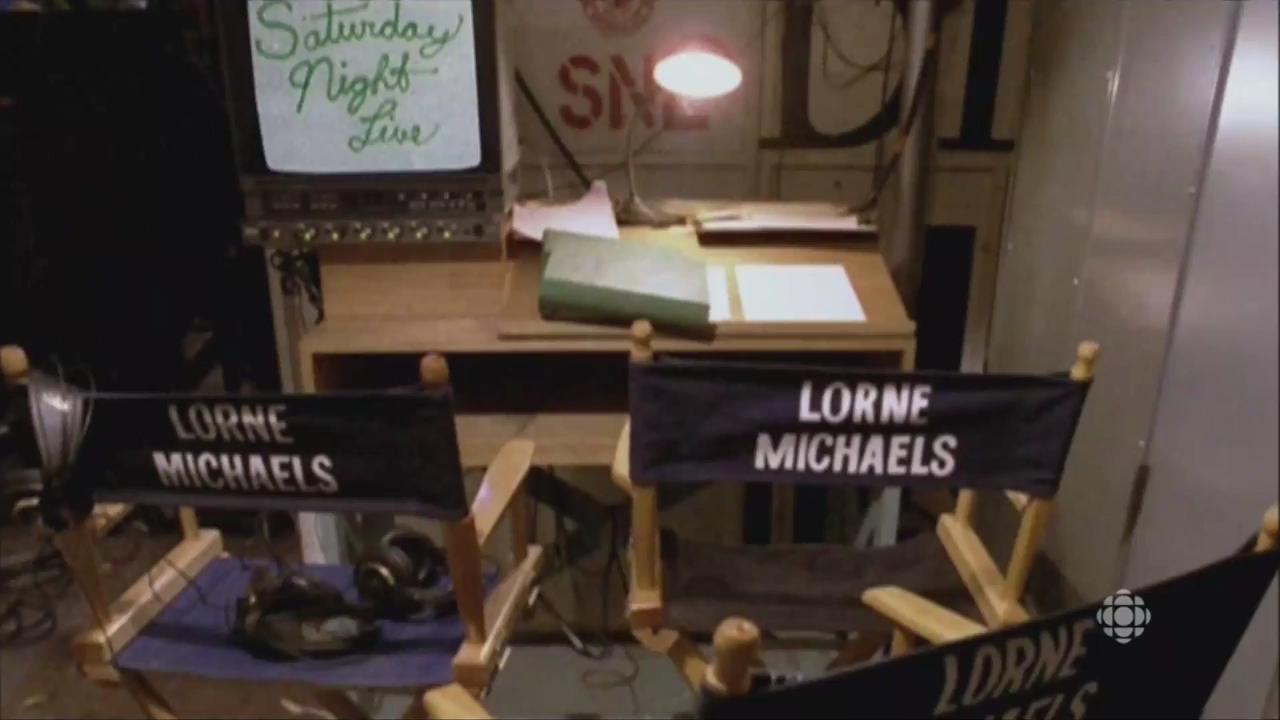 Saturday
Night
Live
SNL
LORNE
MICHAELS
LORNE
MICHAELS
LORNE